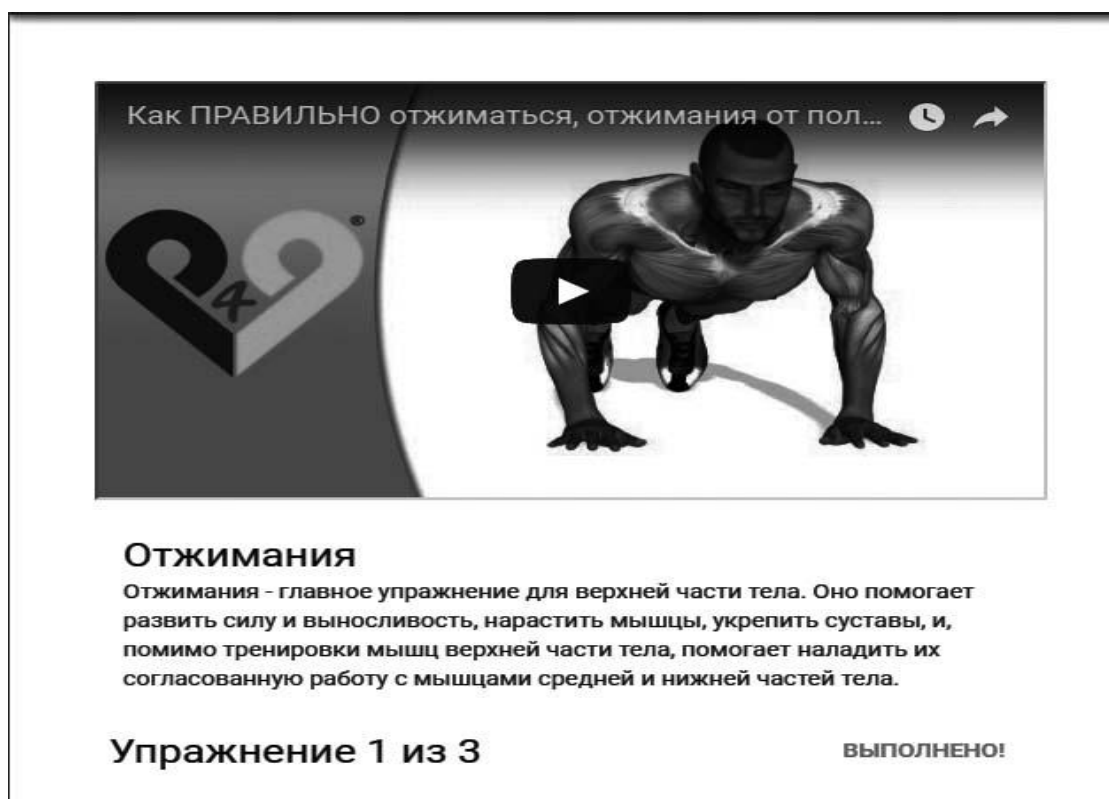 Как ПРАВИЛЬНО отжиматься, отжимания от пол...
4
®
Отжимания
Отжимания - главное упражнение для верхней части тела. Оно помогает
развить силу и выносливость, нарастить мышцы, укрепить суставы, и,
помимо тренировки мышц верхней части тела, помогает наладить их
согласованную работу с мышцами средней и нижней частей тела.
Упражнение 1 из 3
ВЫПОЛНЕНО!